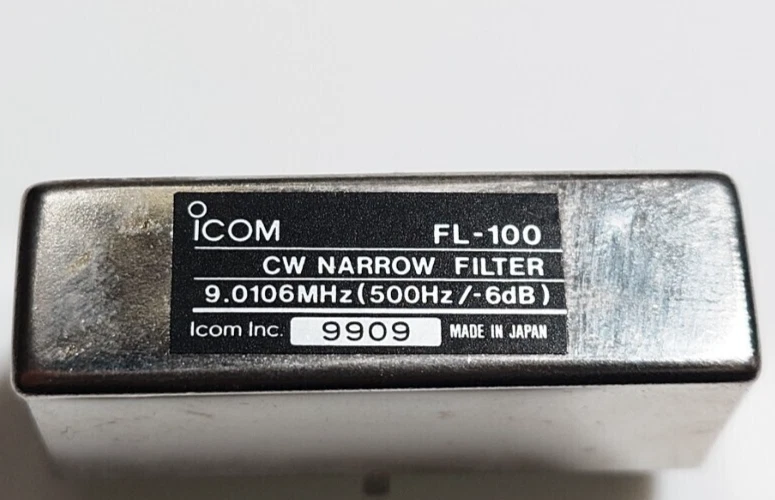 ICOM FL-100
CW NARROW FILTER
9.0106MHz(500Hz/-6dB)
Icom Inc. 9909 MADE IN JAPAN